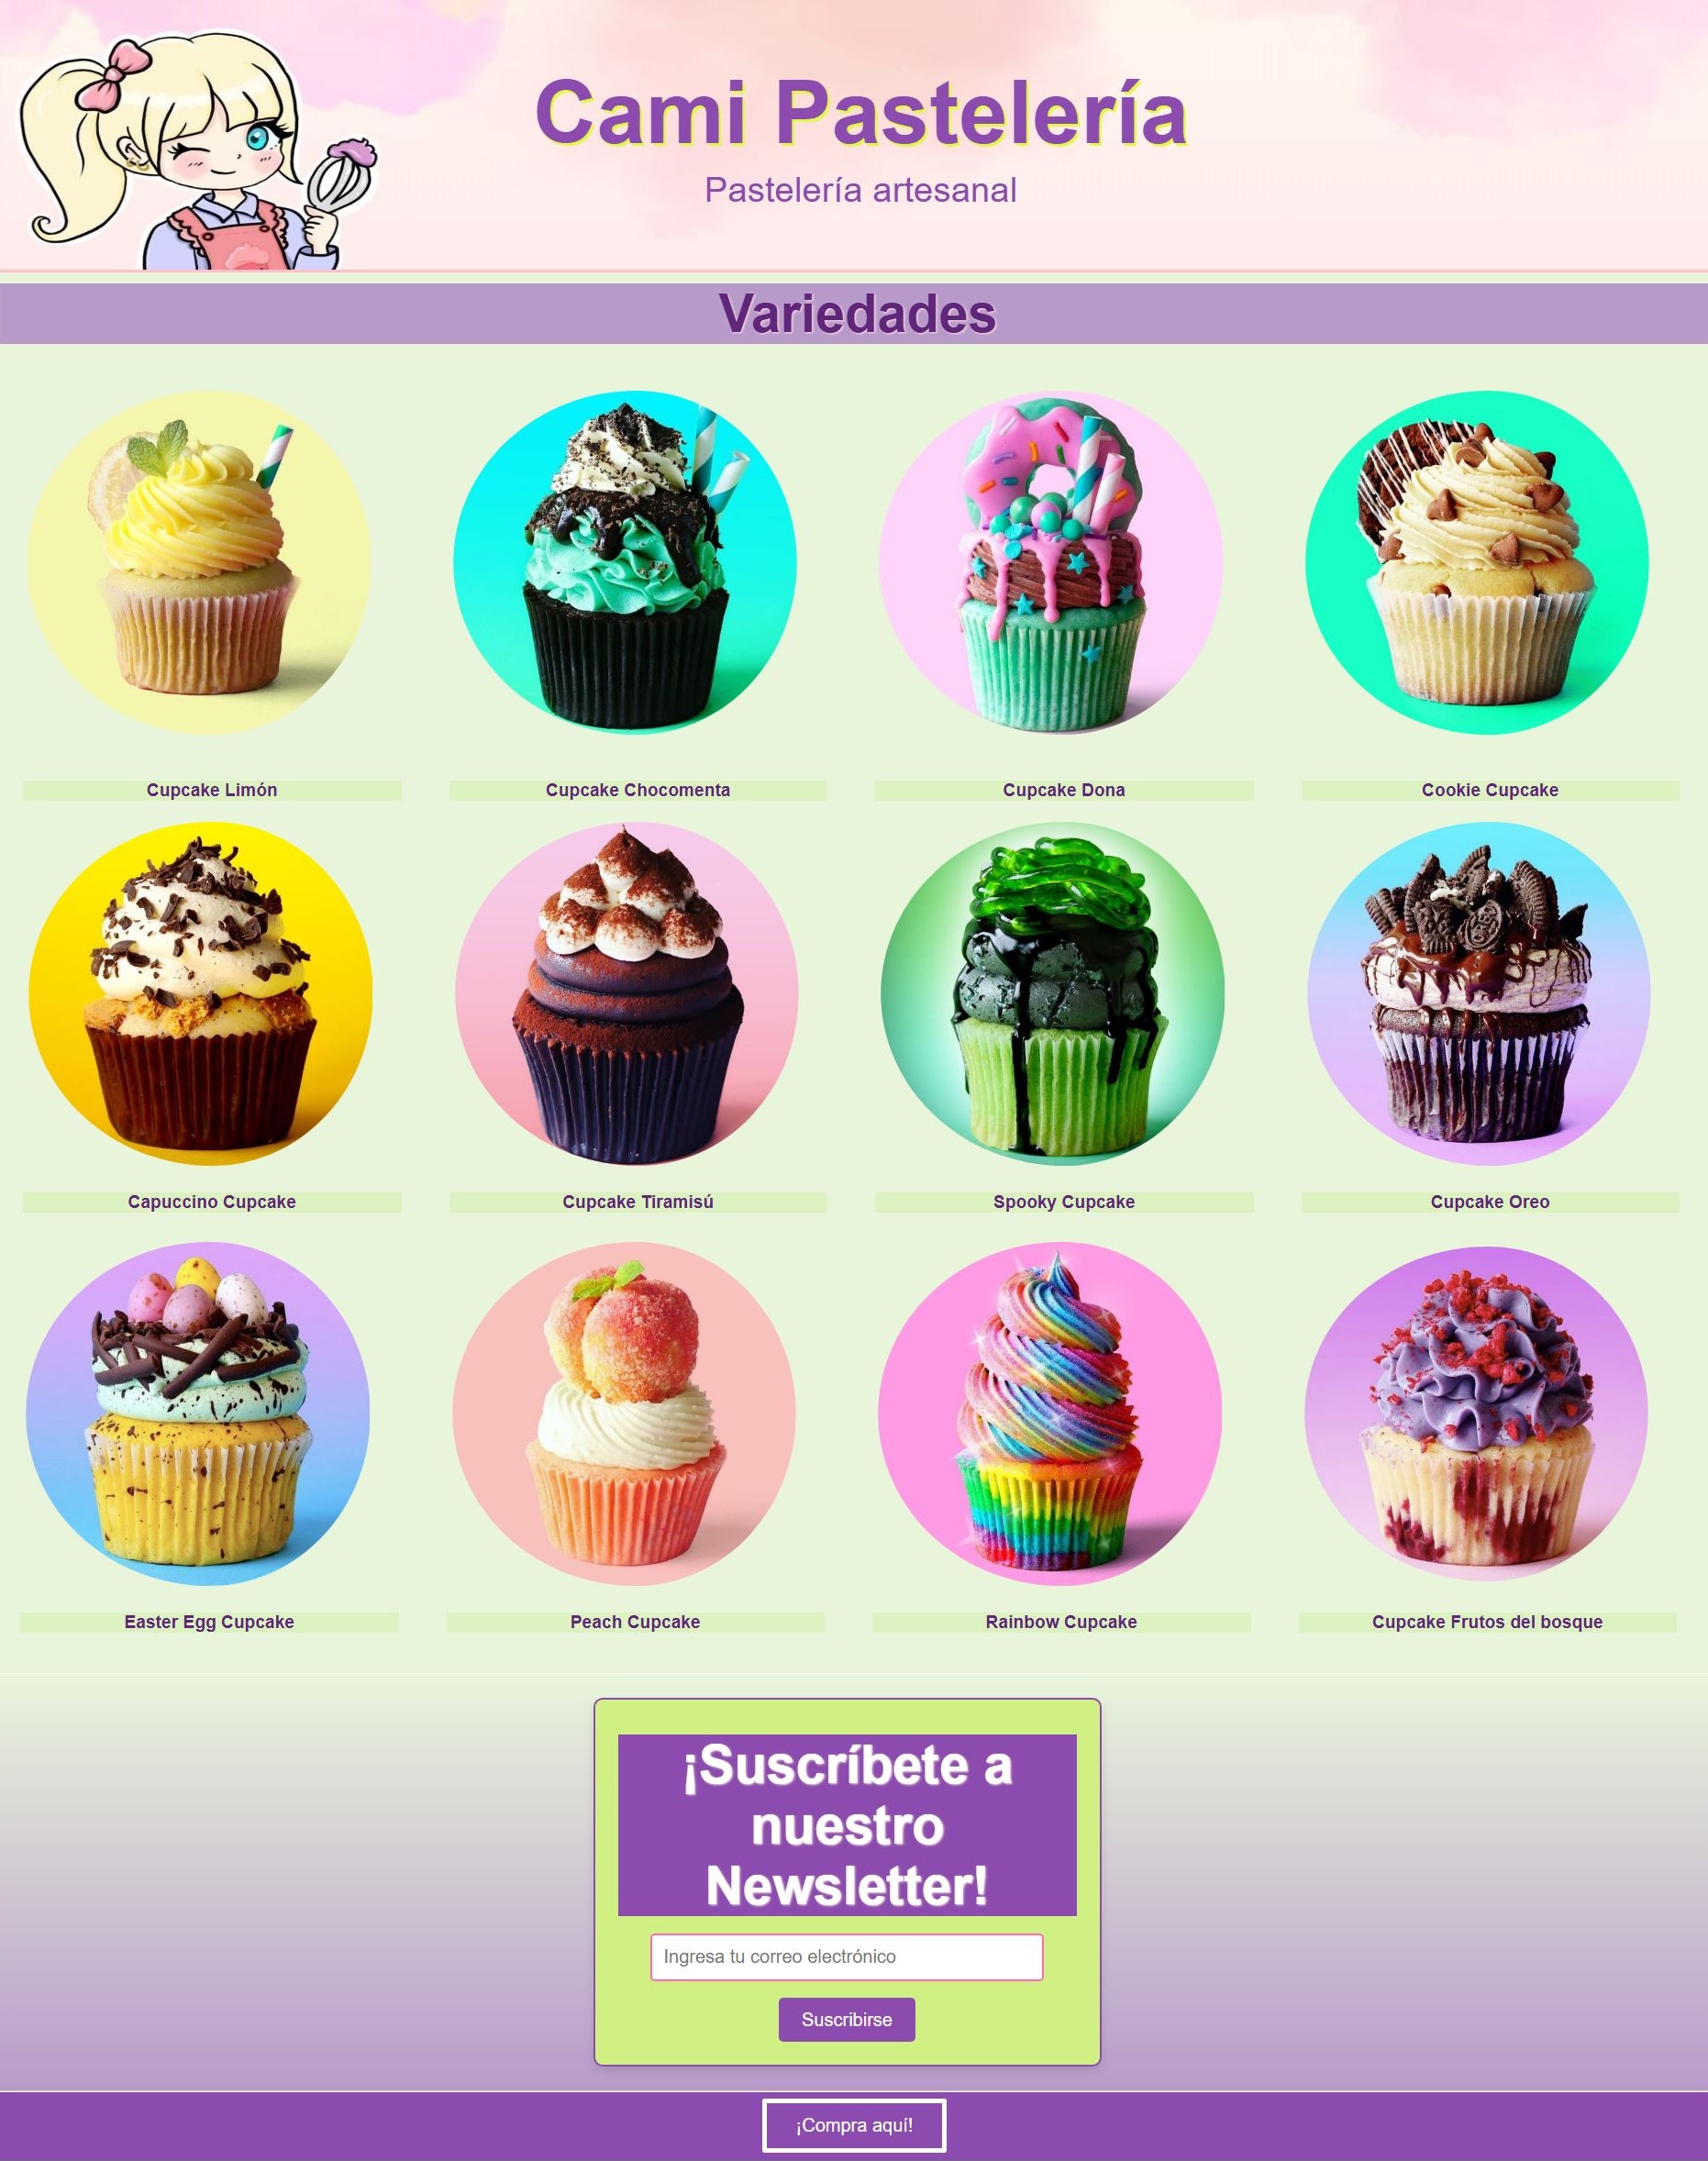 Cami Pastelería
Pastelería artesanal
Variedades
Cupcake Limón
Cupcake Chocomenta
Cupcake Dona
Cookie Cupcake
Capuccino Cupcake
Cupcake Tiramisú
Spooky Cupcake
Cupcake Oreo
Easter Egg Cupcake
Peach Cupcake
Rainbow Cupcake
Cupcake Frutos del bosque
¡Suscríbete a
nuestro
Newsletter!
Ingresa tu correo electrónico
Suscribirse
¡Compra aquí!